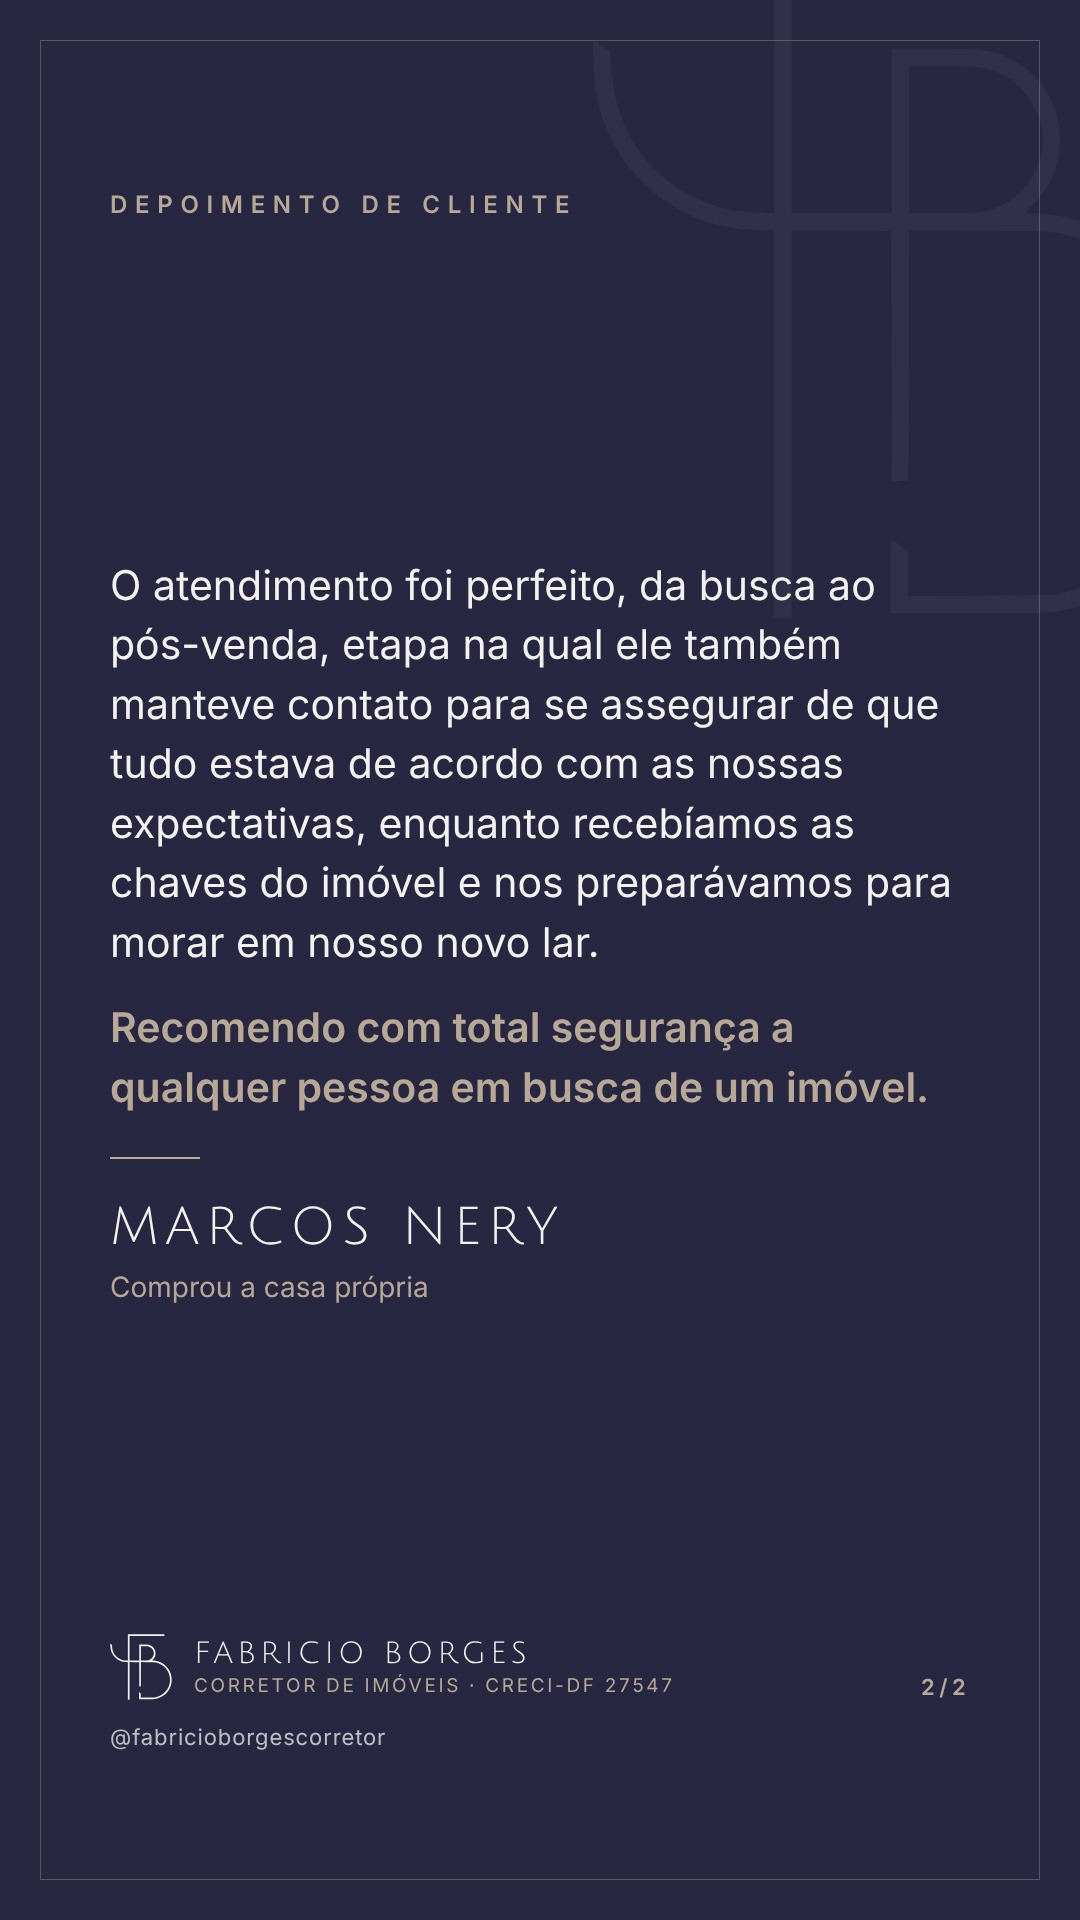 DEPOIMENTO DE CLIENTE
O atendimento foi perfeito, da busca ao
pós-venda, etapa na qual ele também
manteve contato para se assegurar de que
tudo estava de acordo com as nossas
expectativas, enquanto recebíamos as
chaves do imóvel e nos preparávamos para
morar em nosso novo lar.
Recomendo com total segurança a
qualquer pessoa em busca de um imóvel.
MARCOS NERY
Comprou a casa própria
FABRICIO BORGES
CORRETOR DE IMÓVEIS · CRECI-DF 27547
2/2
@fabricioborgescorretor